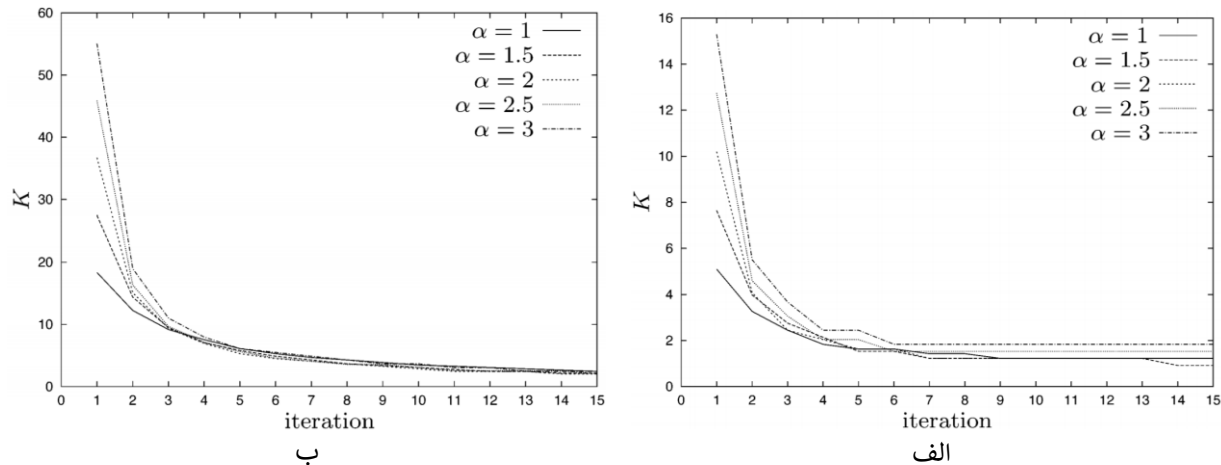 60
50
40
30
20
10
0
K
α = 1
α = 1.5
α = 2
α = 2.5
α = 3
0 1 2 3 4 5 6 7 8 9 10 11 12 13 14 15
iteration
ب
16
14
12
10
8
6
4
2
0
K
α = 1
α = 1.5
α = 2
α = 2.5
α = 3
0 1 2 3 4 5 6 7 8 9 10 11 12 13 14 15
iteration
الف